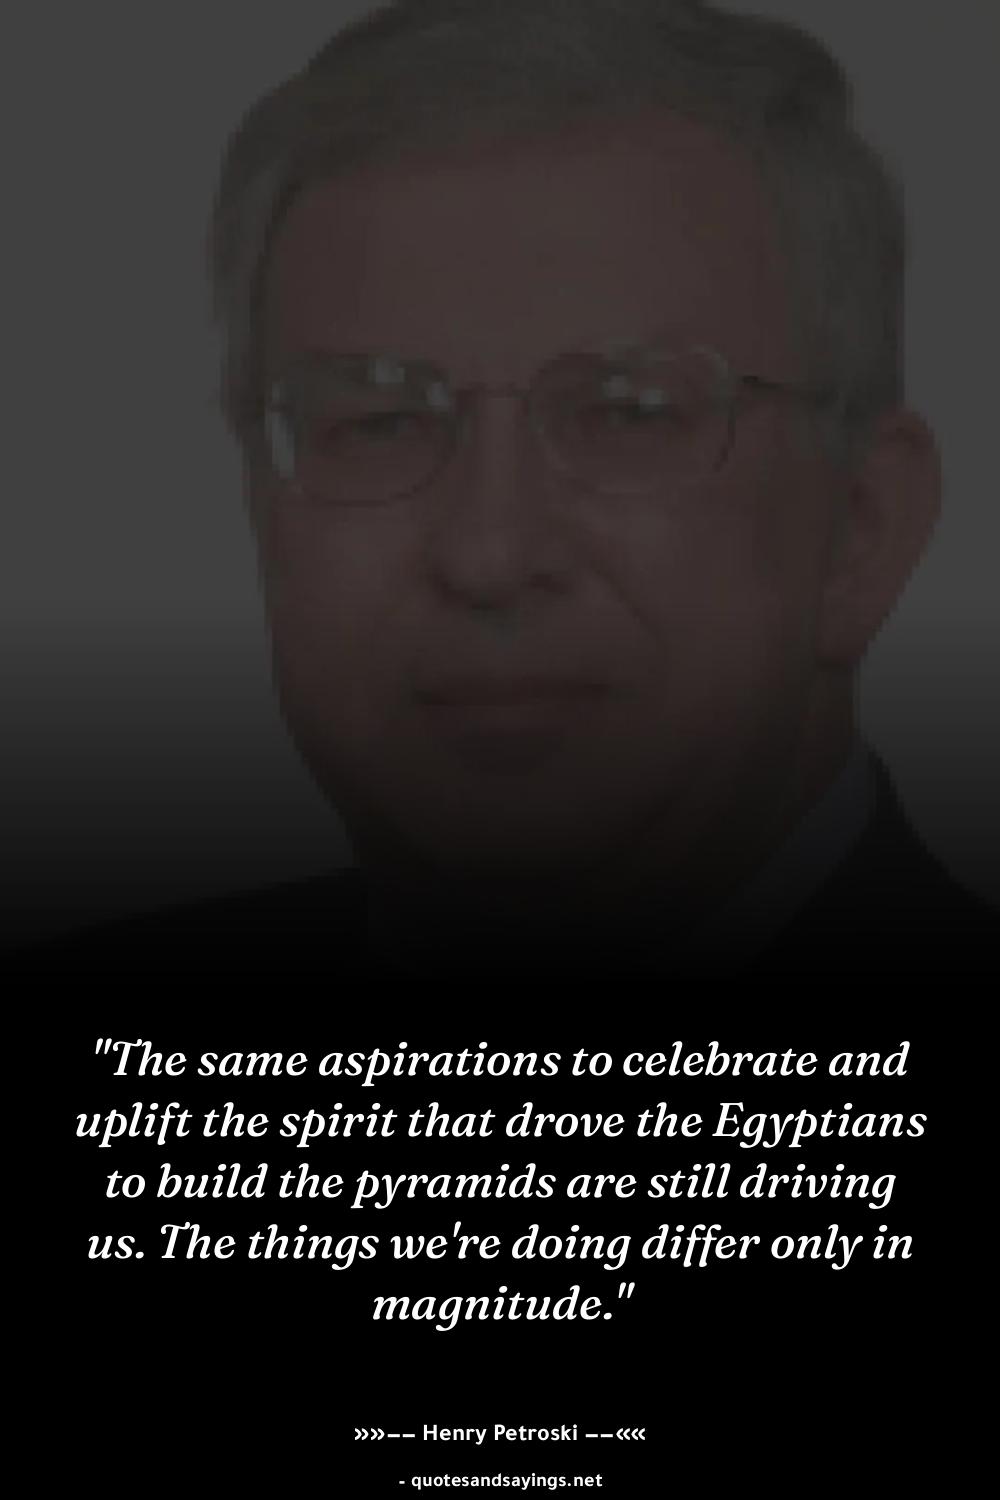 "The same aspirations to celebrate and
uplift the spirit that drove the Egyptians
to build the pyramids are still driving
us. The things we're doing differ only in
magnitude."
»»−− Henry Petroski −−««
- quotesandsayings.net